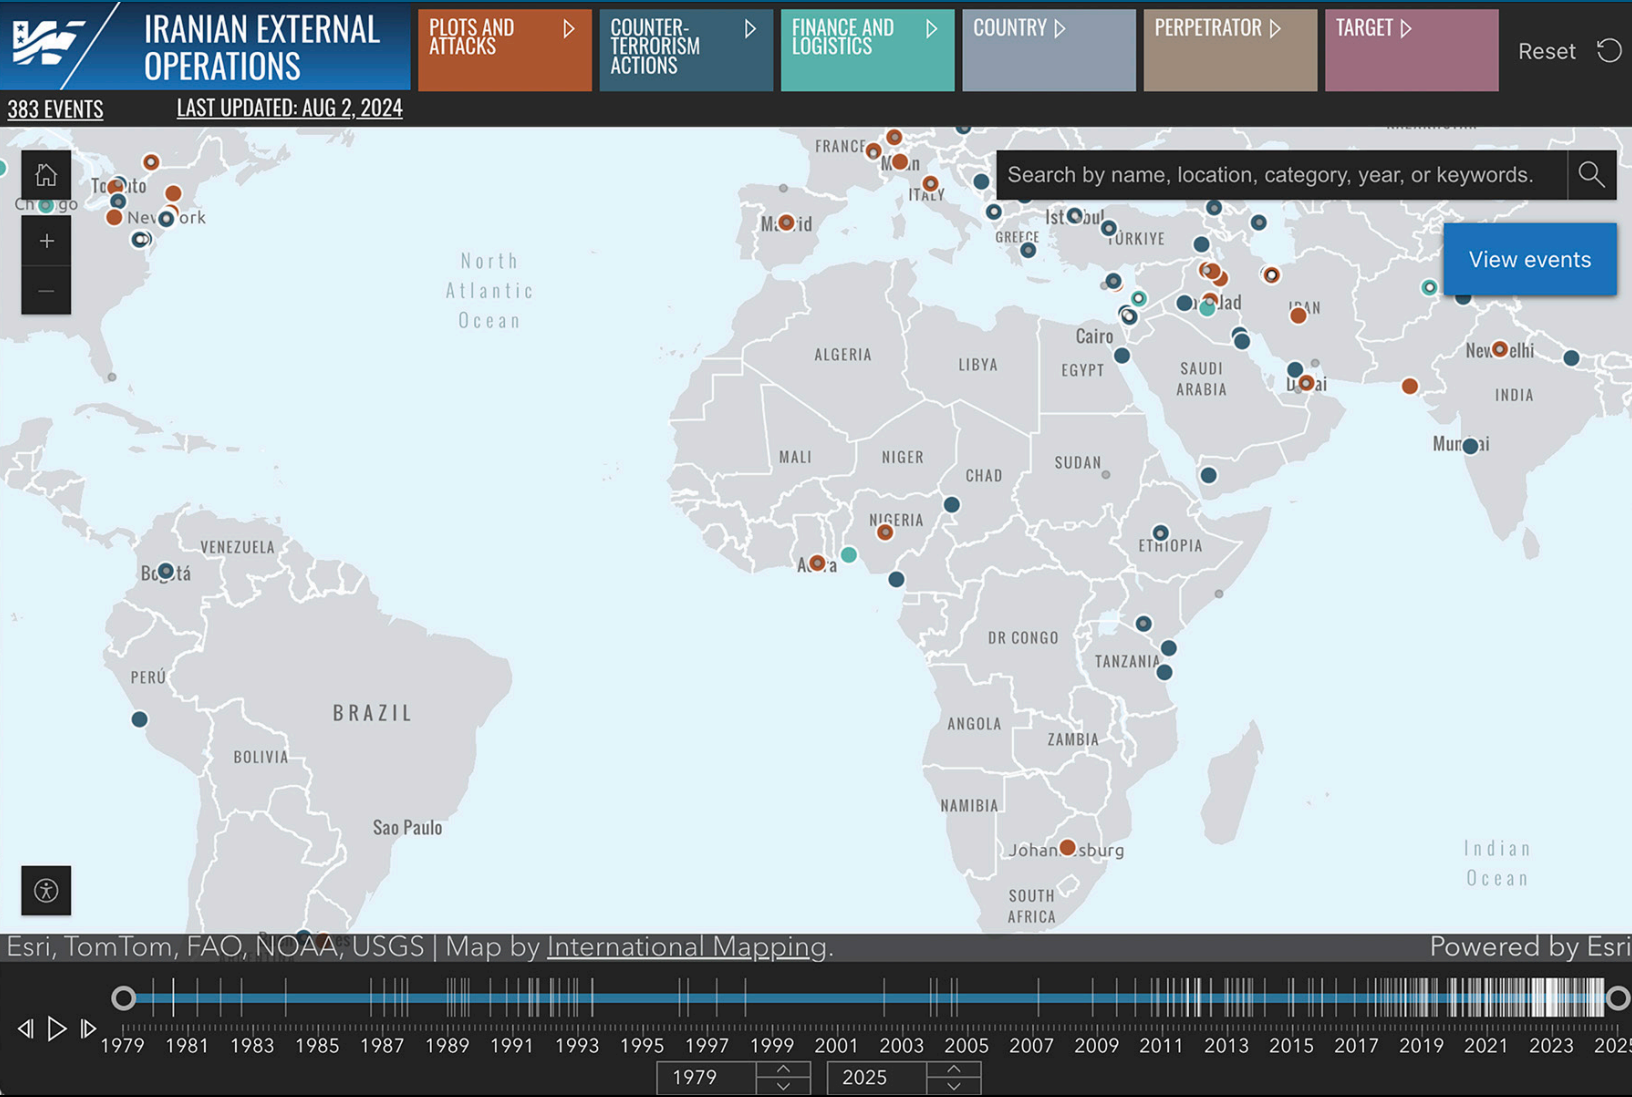 IRANIAN EXTERNAL
OPERATIONS
PLOTS AND
ATTACKS
COUNTER-
TERRORISM
ACTIONS
FINANCE AND
LOGISTICS
COUNTRY
PERPETRATOR
TARGET
Reset
383 EVENTS
LAST UPDATED: AUG 2, 2024
Search by name, location, category, year, or keywords.
View events
FRANCE
ITALY
GREECE
TÜRKIYE
North
Atlantic
Ocean
IRAN
Cairo
ALGERIA
LIBYA
EGYPT
SAUDI
ARABIA
INDIA
MALI
NIGER
CHAD
SUDAN
NIGERIA
ETHIOPIA
VENEZUELA
DR CONGO
TANZANIA
PERÚ
BRAZIL
ANGOLA
ZAMBIA
BOLIVIA
NAMIBIA
Sao Paulo
Johannesburg
Indian
Ocean
SOUTH
AFRICA
Esri, TomTom, FAO, NOAA, USGS | Map by International Mapping.
Powered by Esri
1979 1981 1983 1985 1987 1989 1991 1993 1995 1997 1999 2001 2003 2005 2007 2009 2011 2013 2015 2017 2019 2021 2023 2025
1979
2025